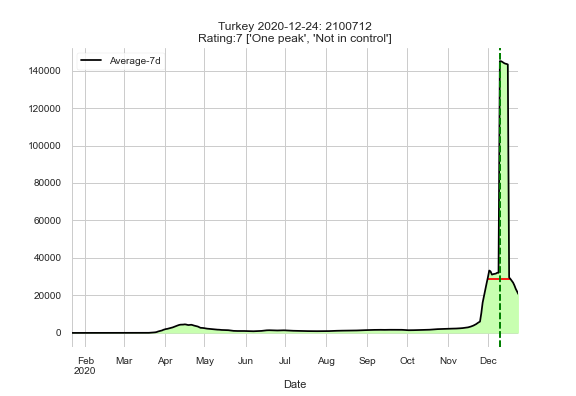 Turkey 2020-12-24: 2100712
Rating:7 ['One peak', 'Not in control']
Average-7d
140000
120000
100000
80000
60000
40000
20000
0
Feb Mar Apr May Jun Jul Aug Sep Oct Nov Dec
2020
Date